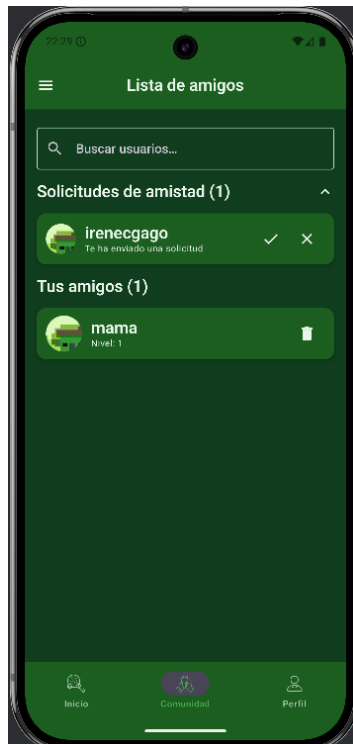 22:29
Lista de amigos
Buscar usuarios...
Solicitudes de amistad (1)
irenecgago
Te ha enviado una solicitud
Tus amigos (1)
mama
Nivel: 1
Inicio
Comunidad
Perfil